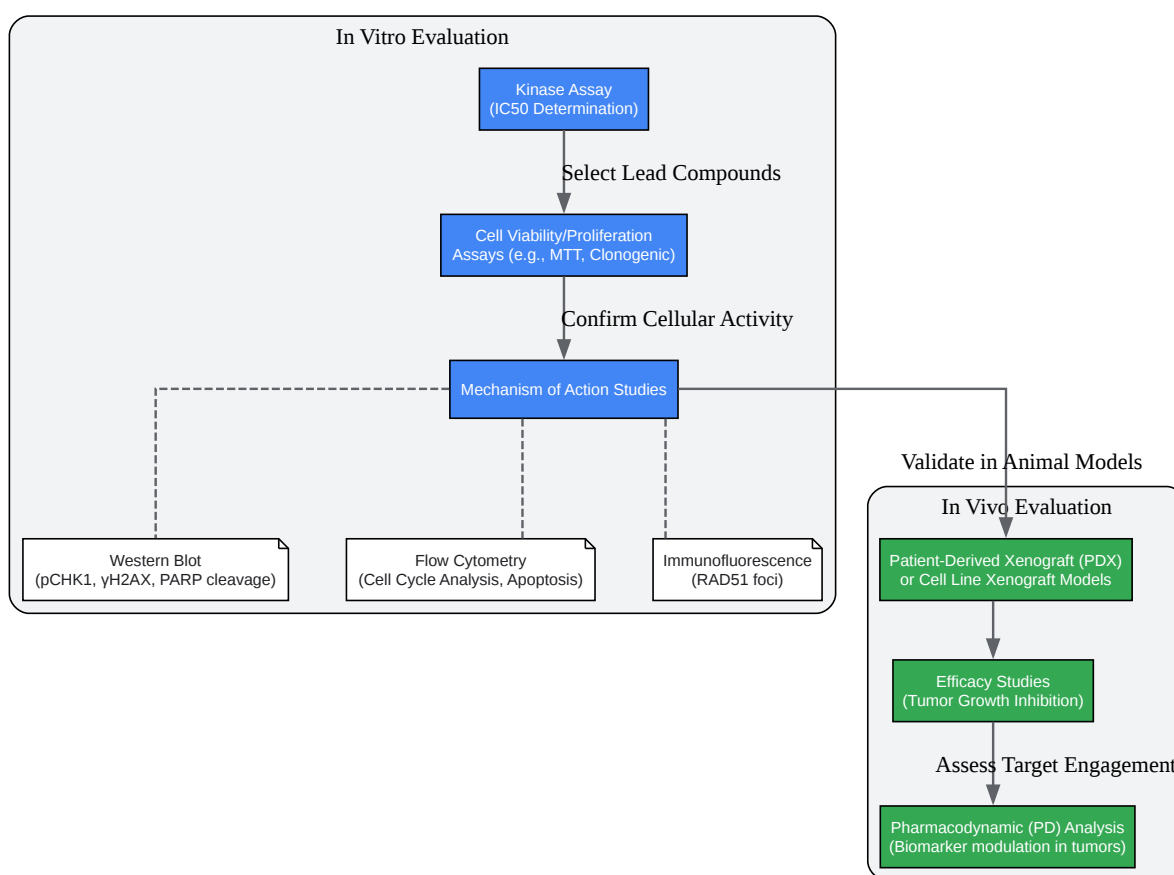 In Vitro Evaluation
Kinase Assay
(IC50 Determination)
Select Lead Compounds
Cell Viability/Proliferation
Assays (e.g., MTT, Clonogenic)
Confirm Cellular Activity
Mechanism of Action Studies
Western Blot
(pCHK1, γH2AX, PARP cleavage)
Flow Cytometry
(Cell Cycle Analysis, Apoptosis)
Immunofluorescence
(RAD51 foci)
Validate in Animal Models
In Vivo Evaluation
Patient-Derived Xenograft (PDX)
or Cell Line Xenograft Models
Efficacy Studies
(Tumor Growth Inhibition)
Assess Target Engagement
Pharmacodynamic (PD) Analysis
(Biomarker modulation in tumors)